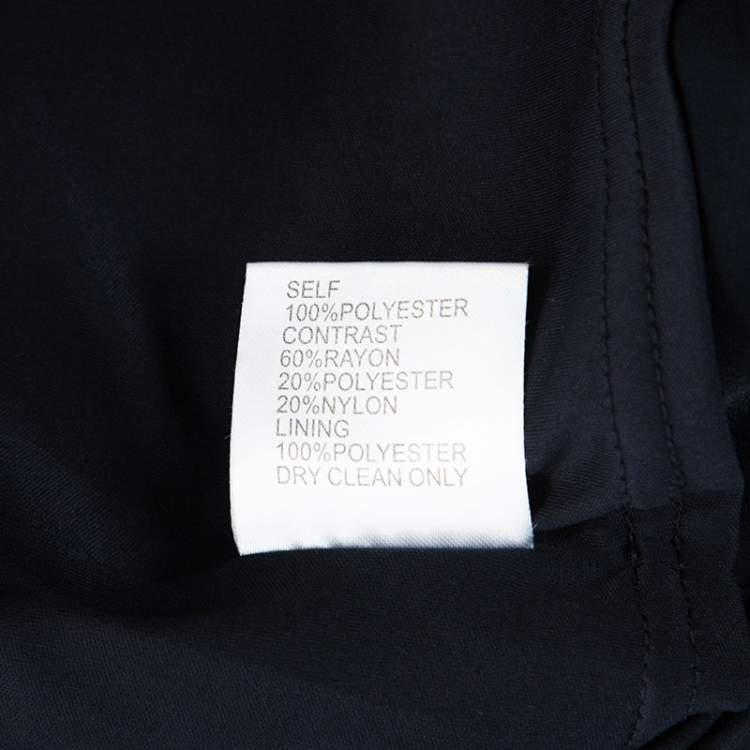 SELF
100%POLYESTER
CONTRAST
60%RAYON
20%POLYESTER
20%NYLON
LINING
100%POLYESTER
DRY CLEAN ONLY